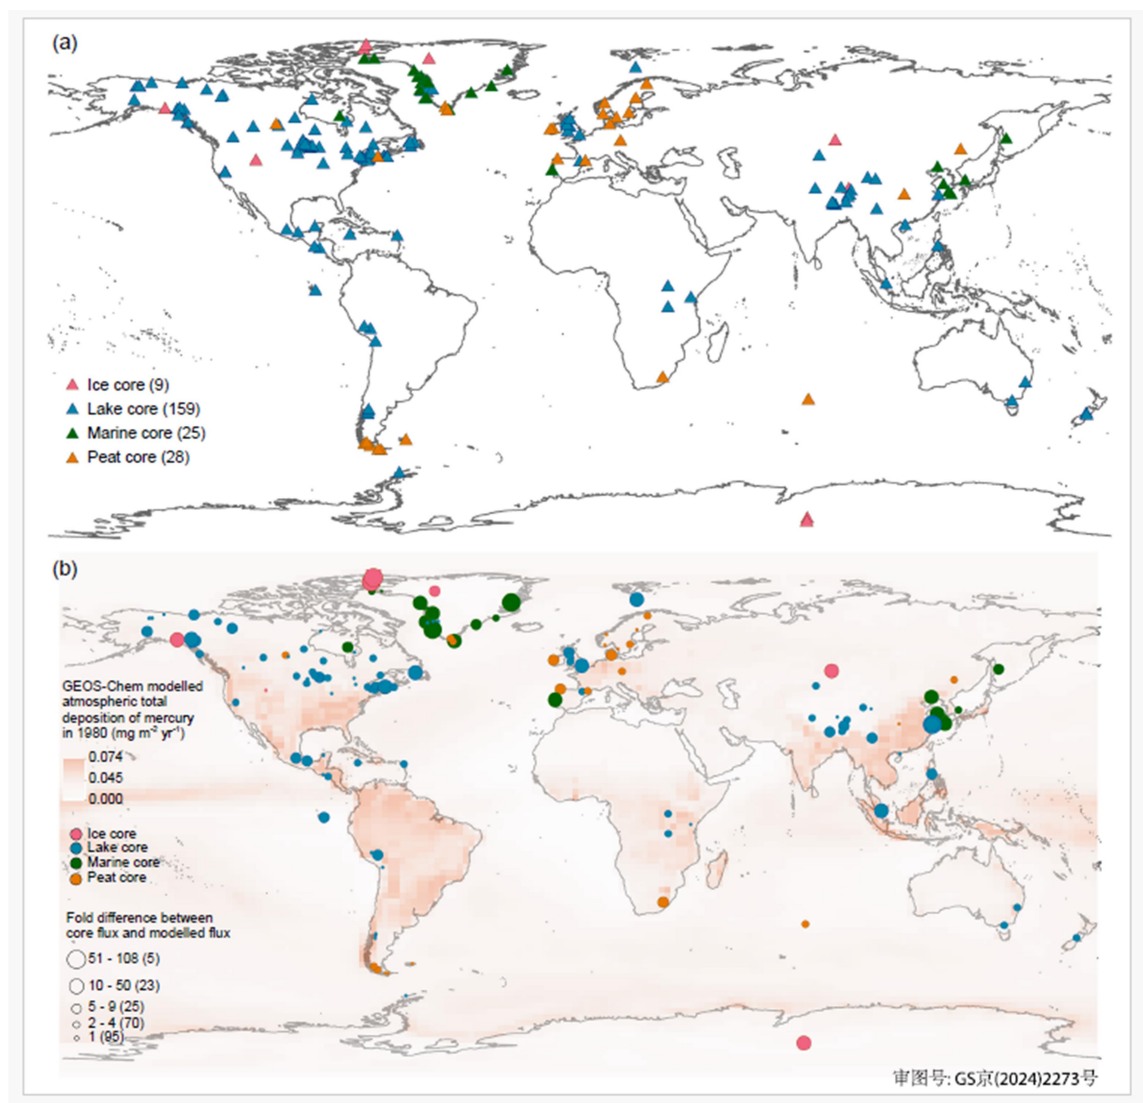 (a)
Ice core (9)
Lake core (159)
Marine core (25)
Peat core (28)
(b)
GEOS-Chem modelled
atmospheric total
deposition of mercury
in 1980 (mg m⁻² yr⁻¹)
0.074
0.045
0.000
Ice core
Lake core
Marine core
Peat core
Fold difference between
core flux and modelled flux
51 - 108 (5)
10 - 50 (23)
5 - 9 (25)
2 - 4 (70)
1 (95)
审图号: GS京(2024)2273号